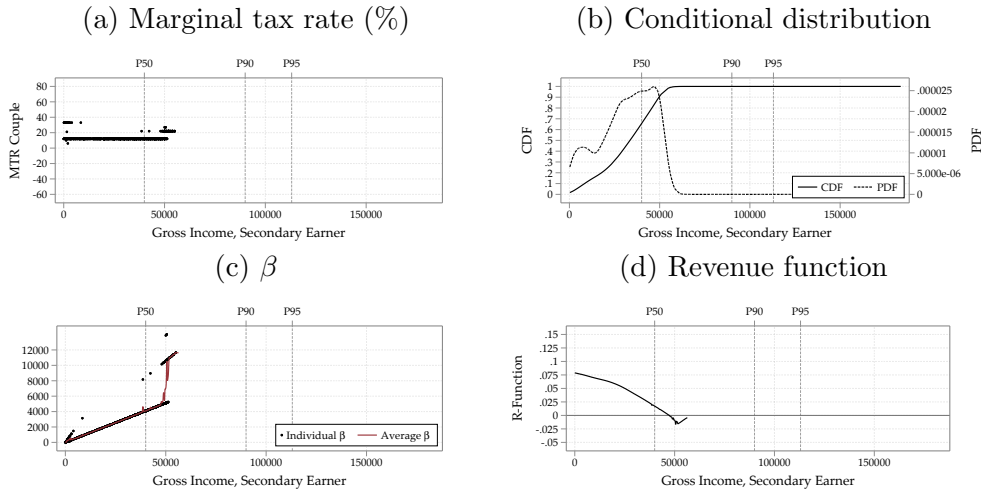 (a) Marginal tax rate (%)
P50 P90 P95
80
60
40
20
0
-20
-40
-60
MTR Couple
0 50000 100000 150000
Gross Income, Secondary Earner
(b) Conditional distribution
P50 P90 P95
1
.9
.8
.7
.6
.5
.4
.3
.2
.1
0
CDF
.000025
.00002
.000015
.00001
5.000e-06
0
PDF
CDF PDF
0 50000 100000 150000
Gross Income, Secondary Earner
(c) β
P50 P90 P95
12000
10000
8000
6000
4000
2000
0
Individual β Average β
0 50000 100000 150000
Gross Income, Secondary Earner
(d) Revenue function
P50 P90 P95
.15
.125
.1
.075
.05
.025
0
-.025
-.05
R-Function
0 50000 100000 150000
Gross Income, Secondary Earner